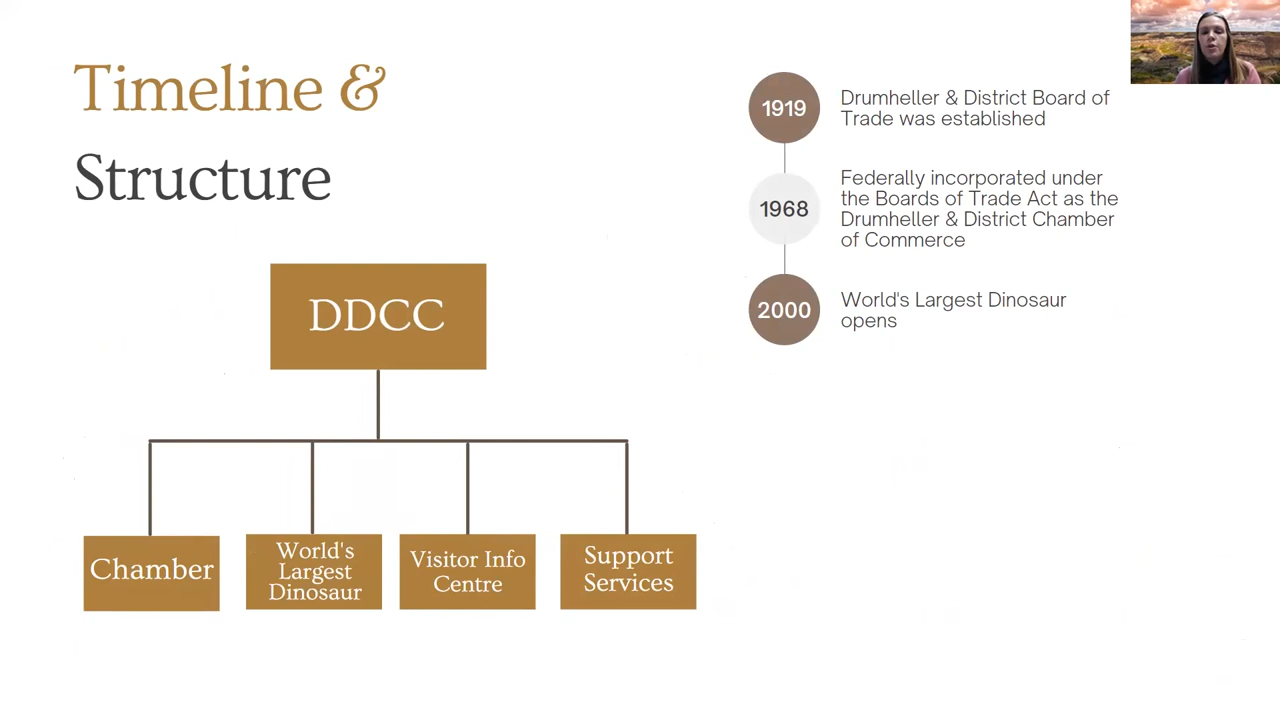 Timeline &
Structure
DDCC
Chamber
World's
Largest
Dinosaur
Visitor Info
Centre
Support
Services
1919
Drumheller & District Board of
Trade was established
1968
Federally incorporated under
the Boards of Trade Act as the
Drumheller & District Chamber
of Commerce
2000
World's Largest Dinosaur
opens